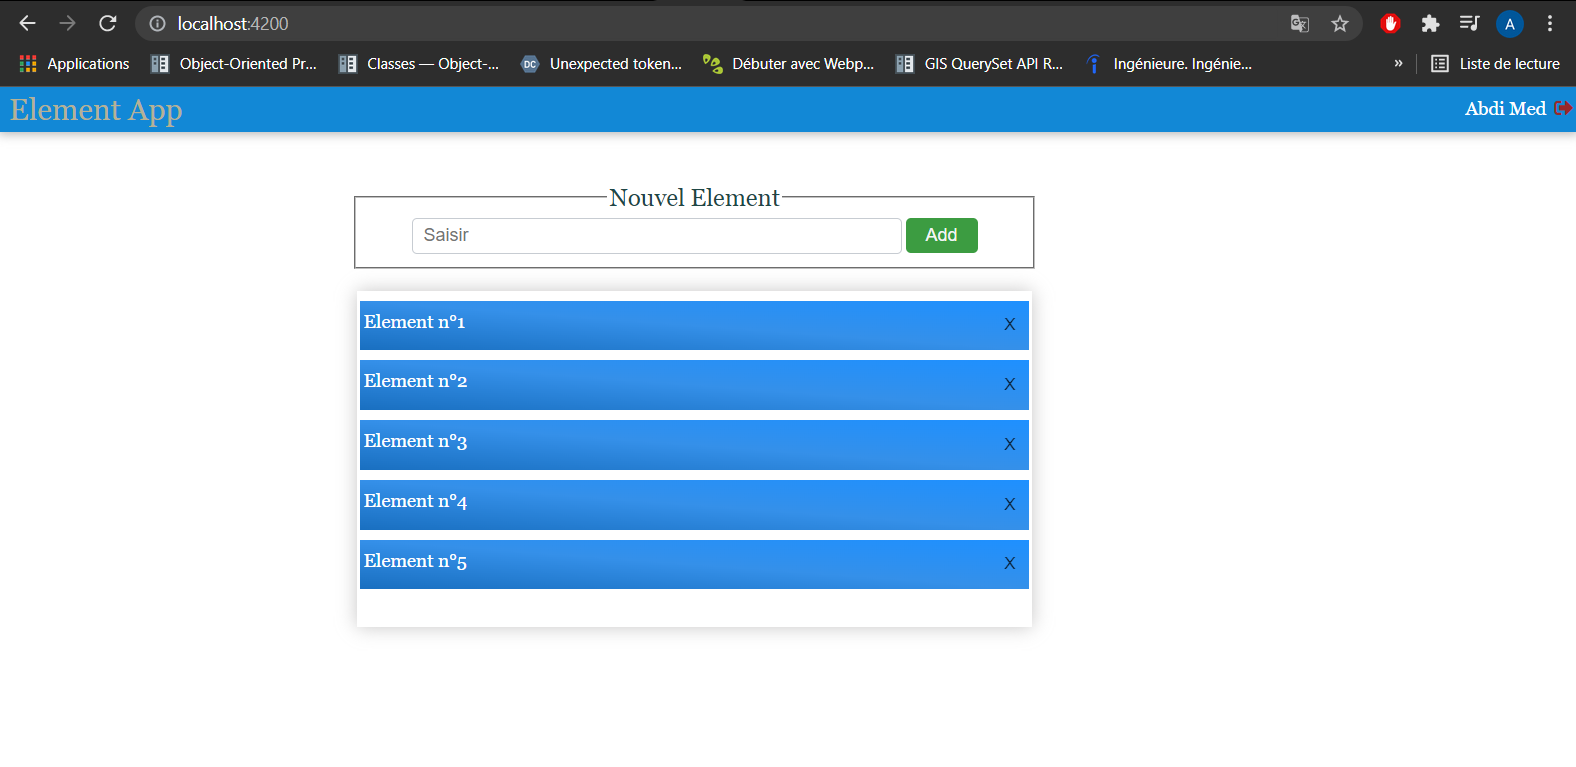 localhost:4200
A
Applications Object-Oriented Pr... Classes — Object-... DC Unexpected token... Débuter avec Webp... GIS QuerySet API R... Ingénieure. Ingénie... » Liste de lecture
Element App Abdi Med
Nouvel Element
Saisir Add
Element n°1 X
Element n°2 X
Element n°3 X
Element n°4 X
Element n°5 X